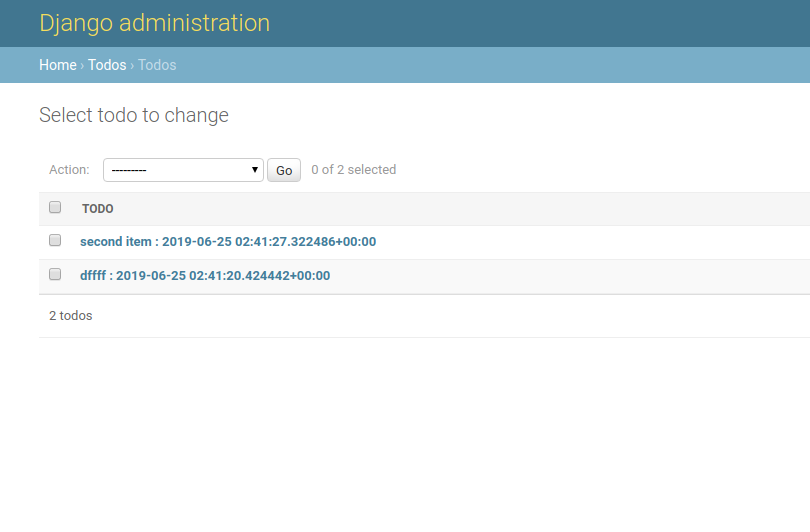 Django administration
Home › Todos › Todos
Select todo to change
Action: --------- Go 0 of 2 selected
TODO
second item : 2019-06-25 02:41:27.322486+00:00
dffff : 2019-06-25 02:41:20.424442+00:00
2 todos